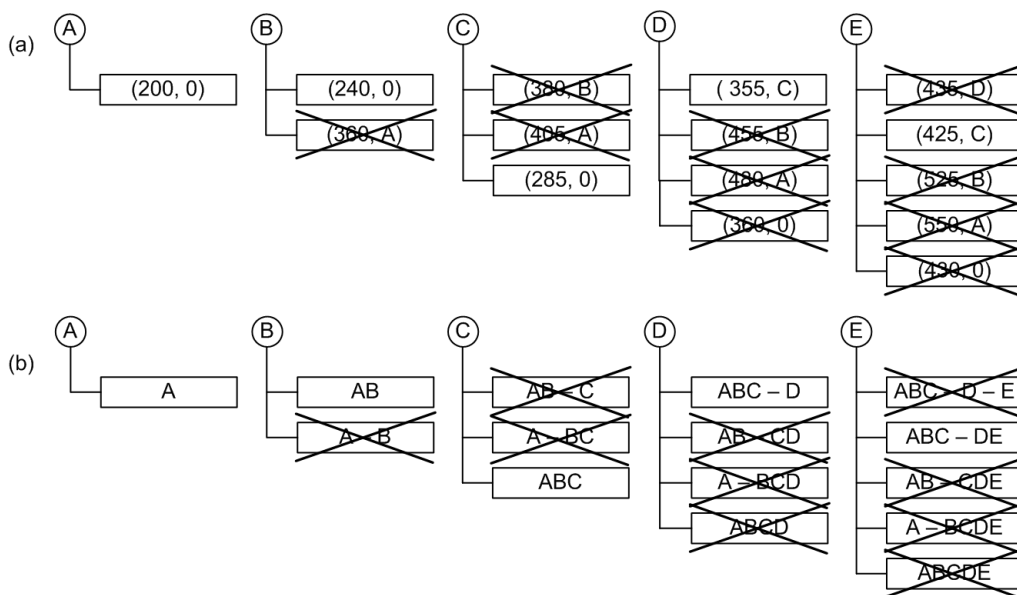 A B C D E
(a)
(200, 0) (240, 0) (380, B) ( 355, C) (435, D)
(360, A) (405, A) (455, B) (425, C)
(285, 0) (480, A) (525, B)
(360, 0) (550, A)
(430, 0)
A B C D E
(b)
A AB AB – C ABC – D ABC – D – E
A – B A – BC AB – CD ABC – DE
ABC A – BCD AB – CDE
ABCD A – BCDE
ABCDE